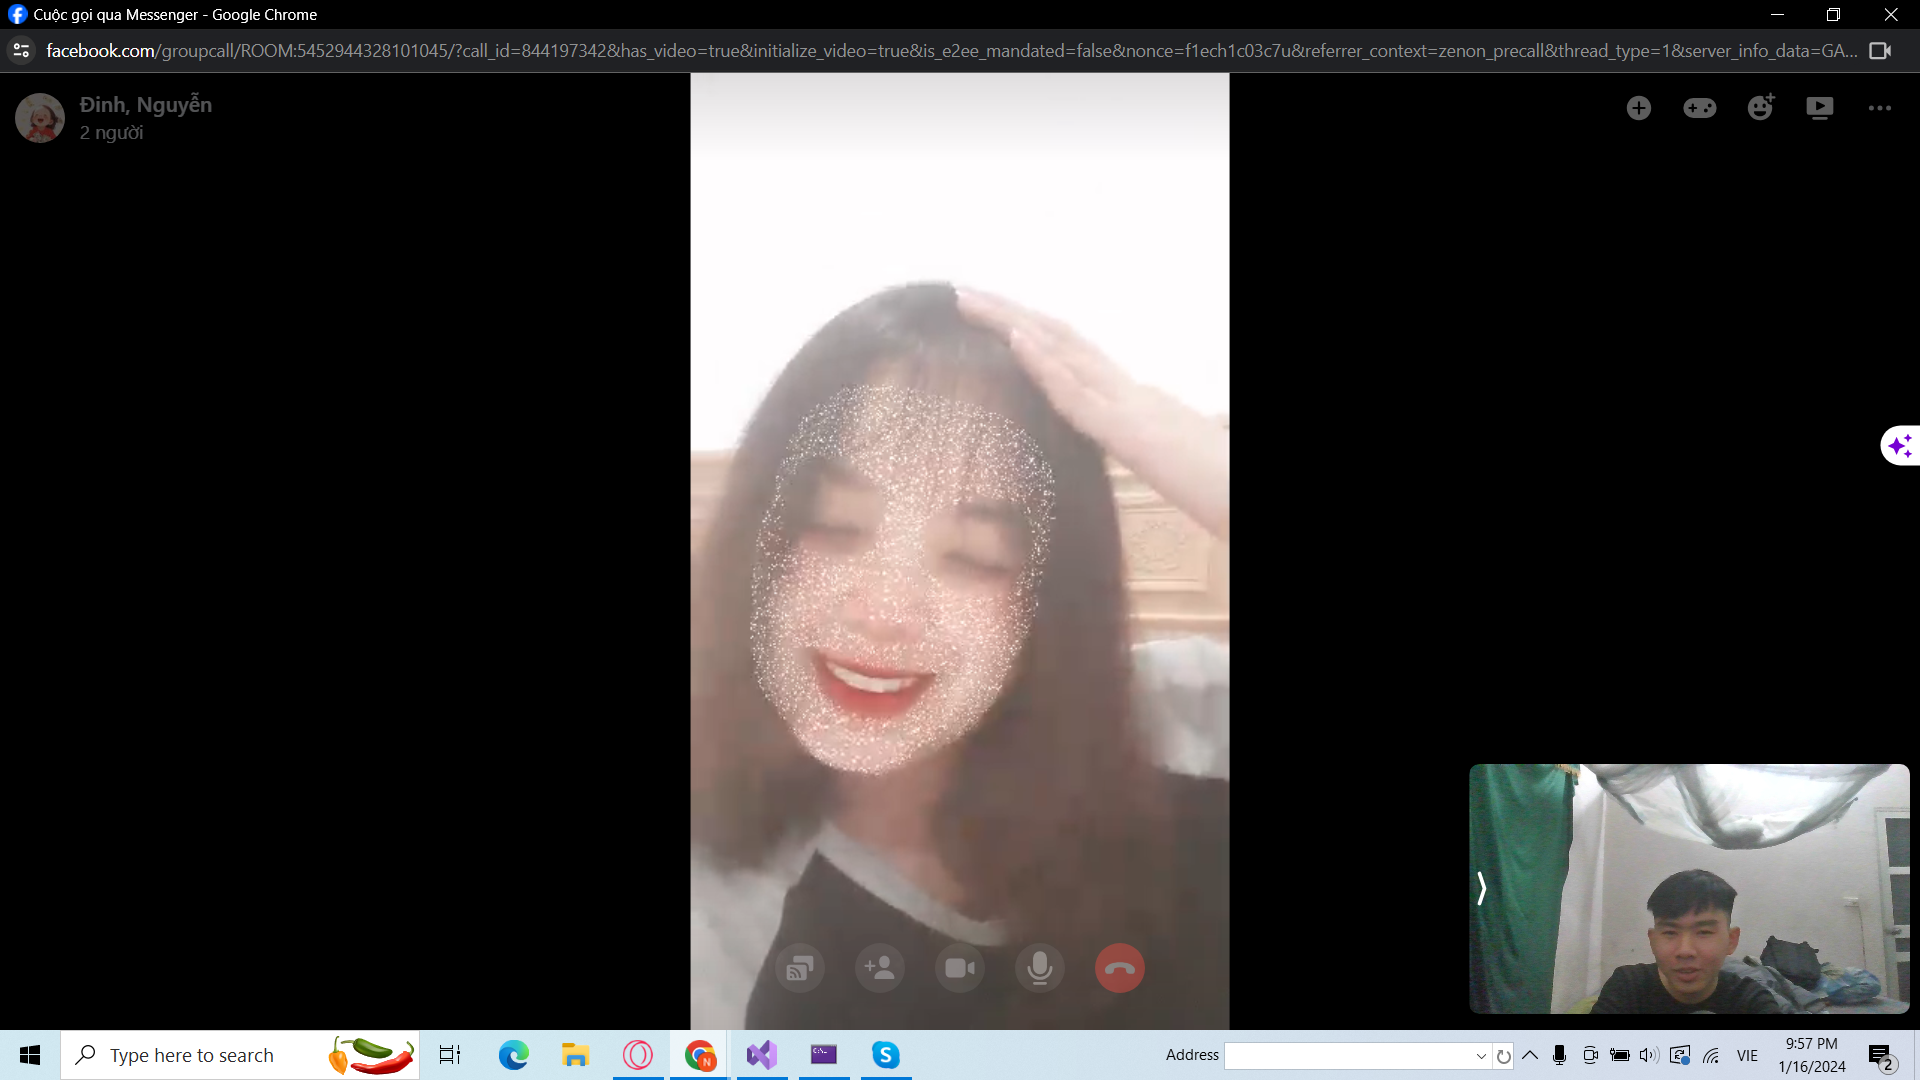 Cuộc gọi qua Messenger - Google Chrome
facebook.com/groupcall/ROOM:5452944328101045/?call_id=844197342&has_video=true&initialize_video=true&is_e2ee_mandated=false&nonce=f1ech1c03c7u&referrer_context=zenon_precall&thread_type=1&server_info_data=GA...
Đinh, Nguyễn
2 người
Type here to search
N
S
Address
VIE
9:57 PM
1/16/2024
2